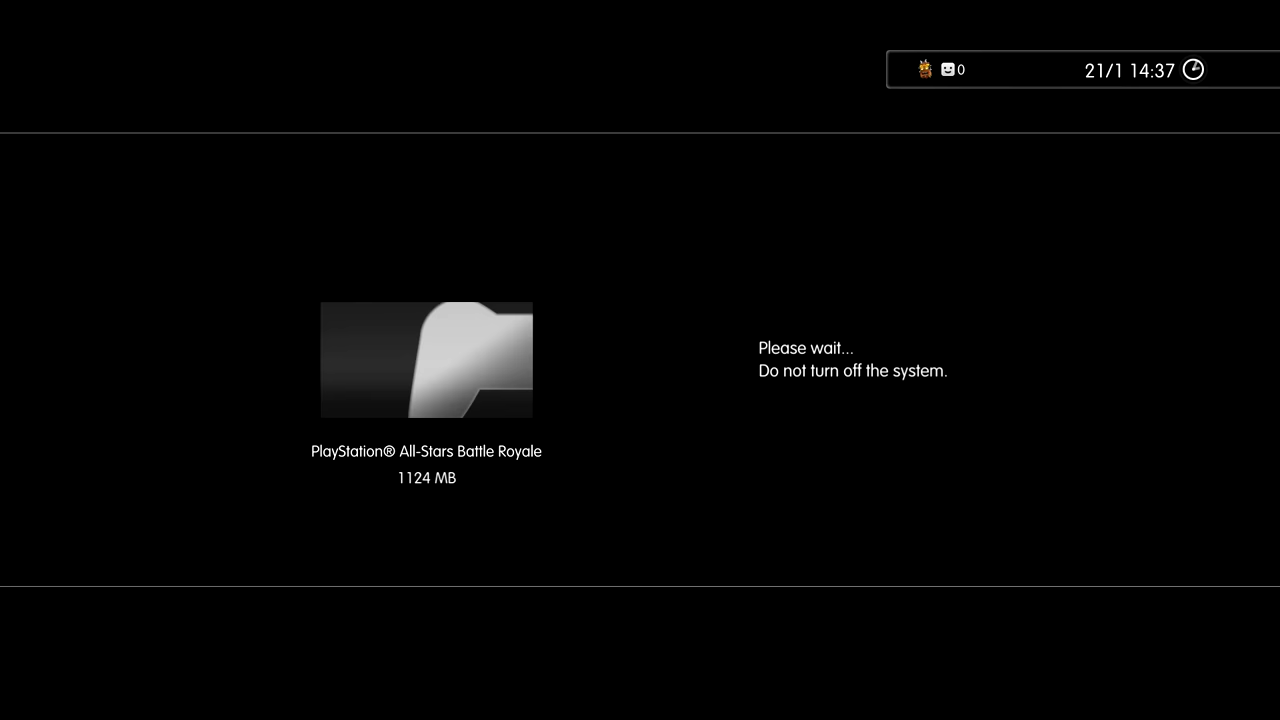 0
21/1 14:37
Please wait...
Do not turn off the system.
PlayStation® All-Stars Battle Royale
1124 MB